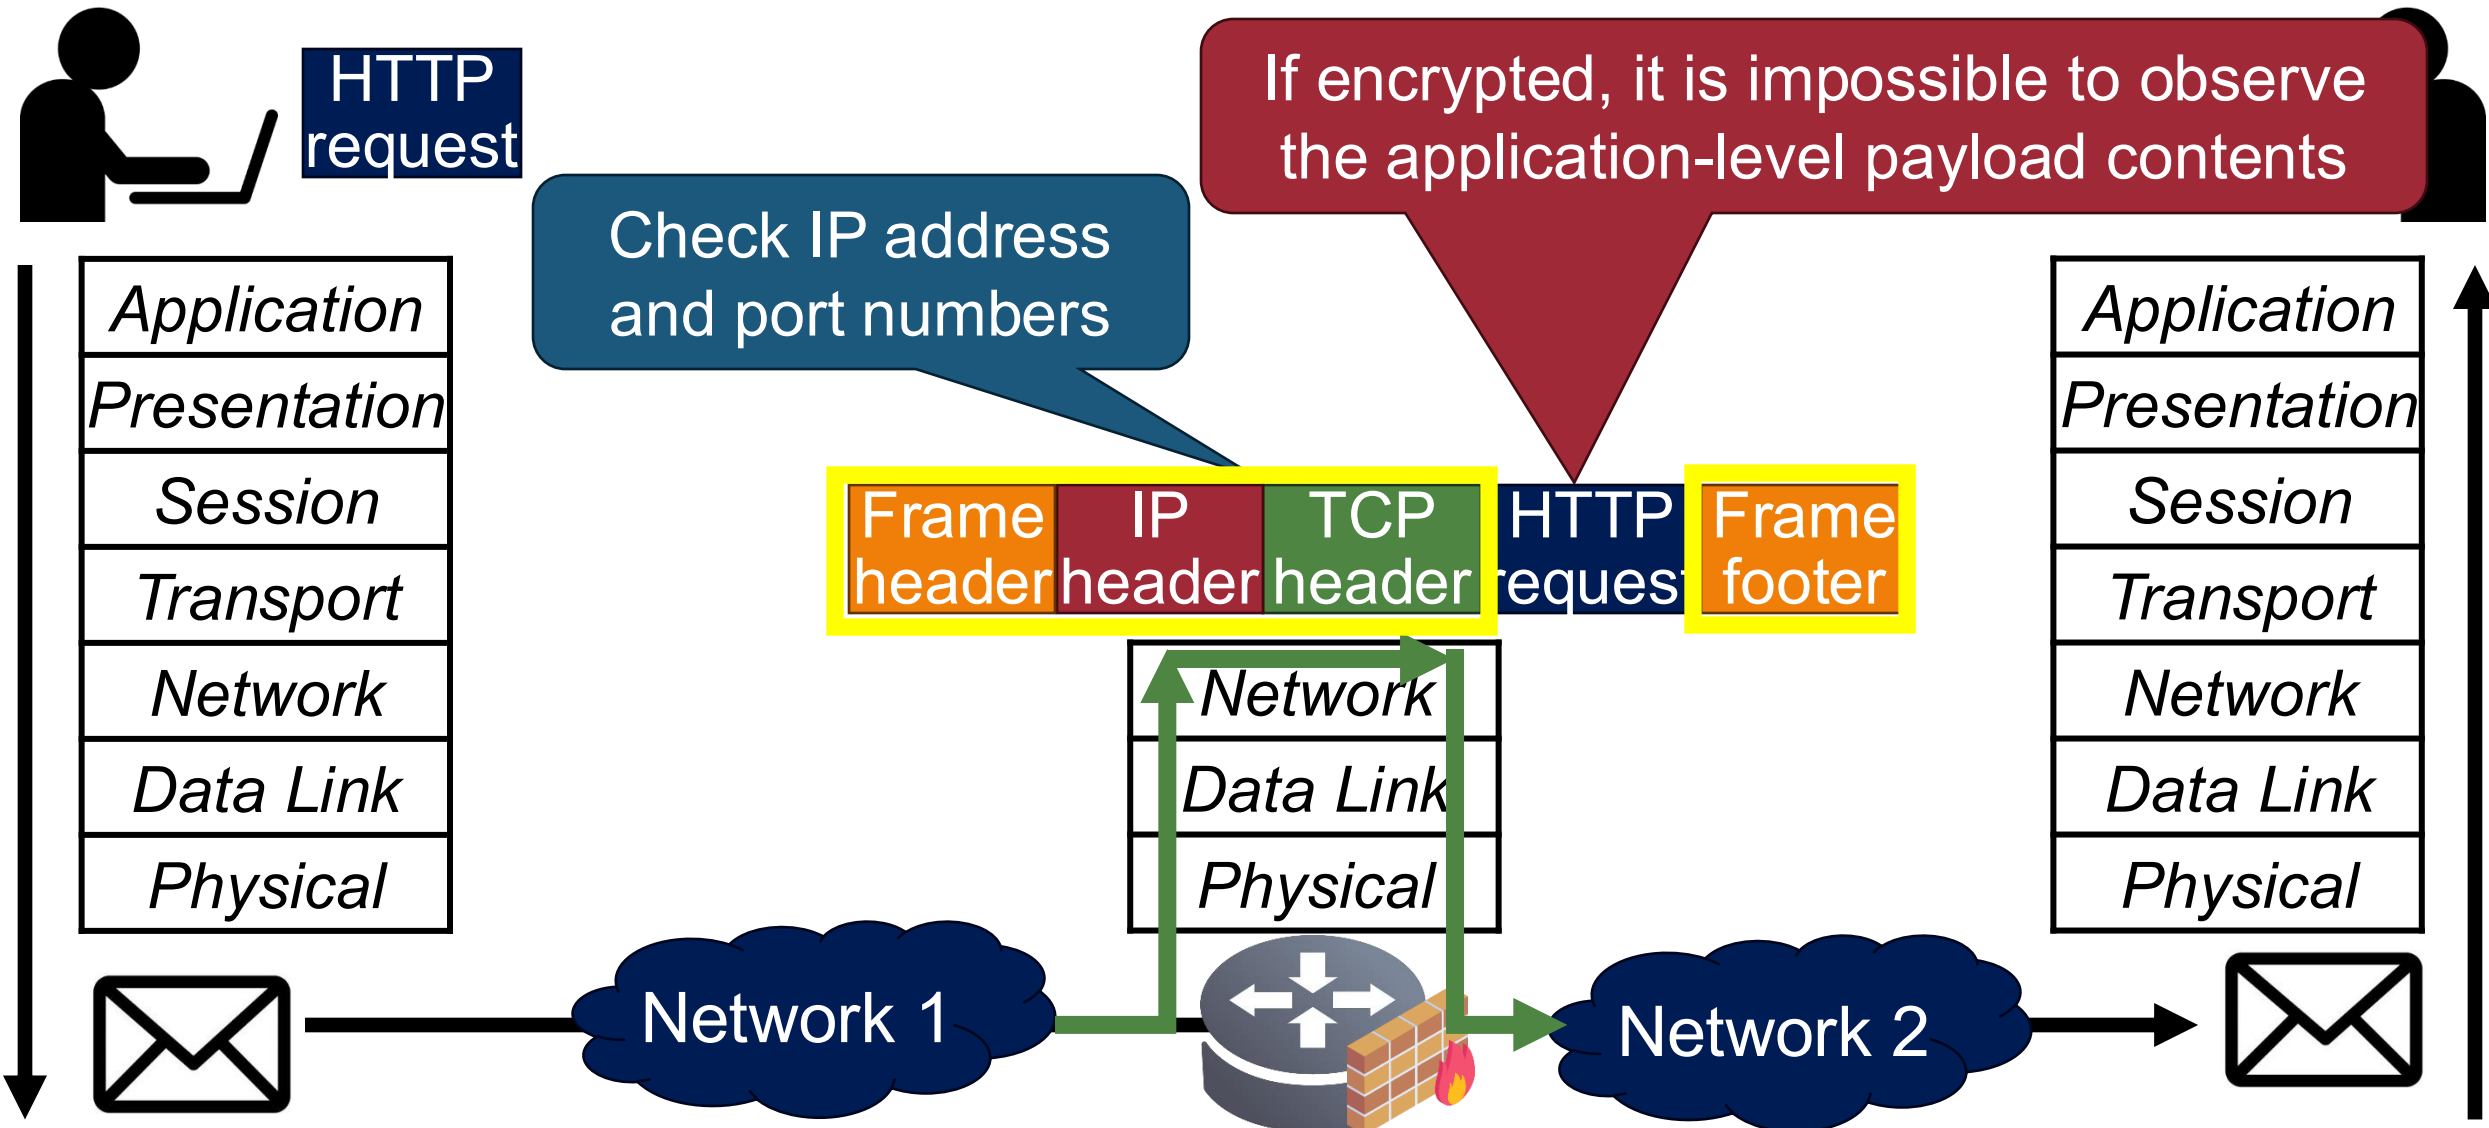 HTTP
request
If encrypted, it is impossible to observe
the application-level payload contents
Check IP address
and port numbers
Application
Presentation
Session
Transport
Network
Data Link
Physical
Frame
header
IP
header
TCP
header
HTTP
request
Frame
footer
Network
Data Link
Physical
Application
Presentation
Session
Transport
Network
Data Link
Physical
Network 1
Network 2